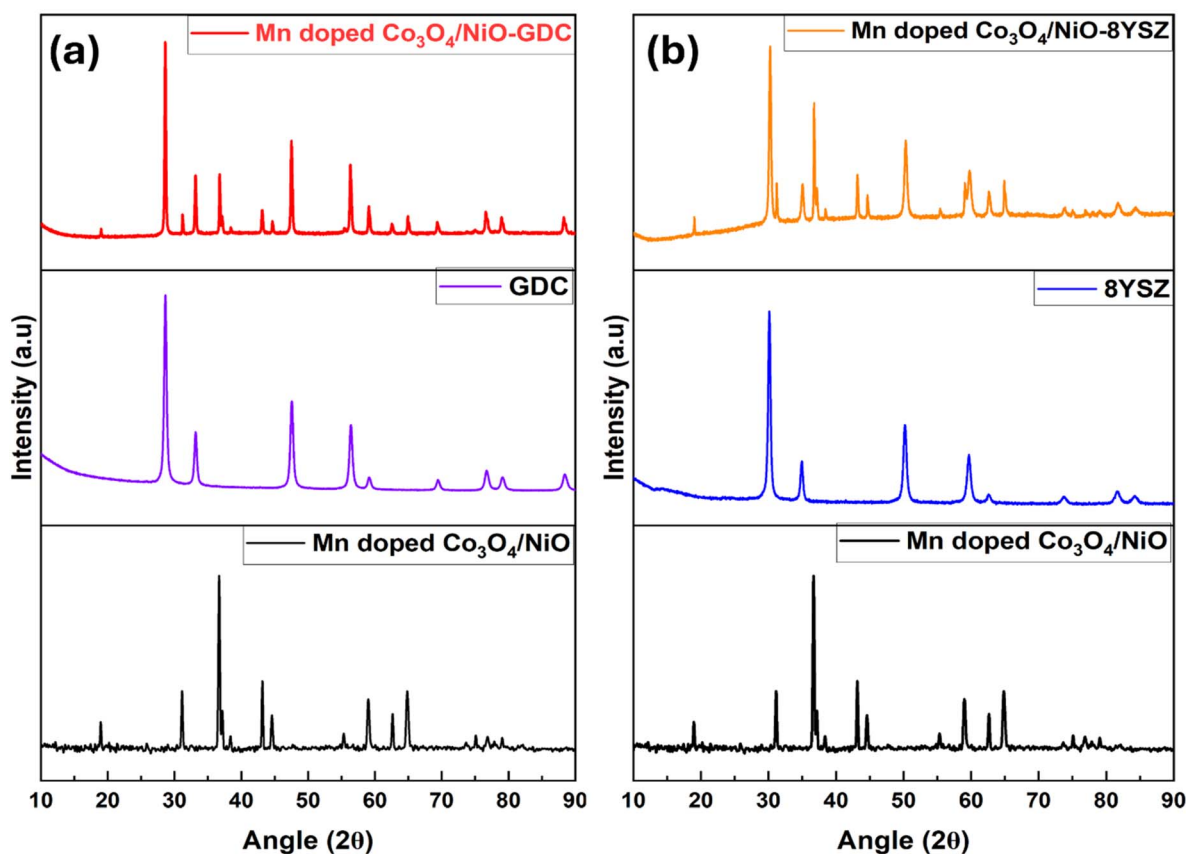 (a)
Mn doped Co₃O₄/NiO-GDC
GDC
Mn doped Co₃O₄/NiO
Intensity (a.u)
10 20 30 40 50 60 70 80 90
Angle (2θ)
(b)
Mn doped Co₃O₄/NiO-8YSZ
8YSZ
Mn doped Co₃O₄/NiO
Intensity (a.u)
10 20 30 40 50 60 70 80 90
Angle (2θ)